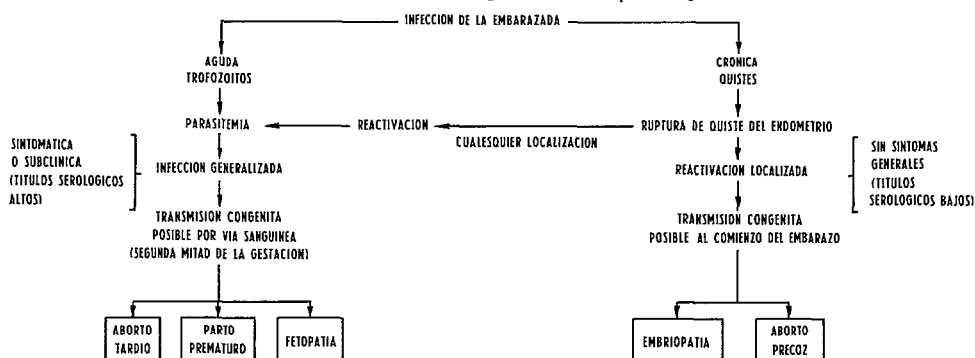 INFECCION DE LA EMBARAZADA
AGUDA
TROFOZOITOS
CRONICA
QUISTES
PARASITEMIA
REACTIVACION
CUALESQUIER LOCALIZACION
RUPTURA DE QUISTE DEL ENDOMETRIO
SINTOMATICA
O SUBCLINICA
(TITULOS SEROLOGICOS
ALTOS)
INFECCION GENERALIZADA
REACTIVACION LOCALIZADA
SIN SINTOMAS
GENERALES
(TITULOS
SEROLOGICOS BAJOS)
TRANSMISION CONGENITA
POSIBLE POR VIA SANGUINEA
(SEGUNDA MITAD DE LA GESTACION)
TRANSMISION CONGENITA
POSIBLE AL COMIENZO DEL EMBARAZO
ABORTO
TARDIO
PARTO
PREMATURO
FETOPATIA
EMBRIOPATIA
ABORTO
PRECOZ